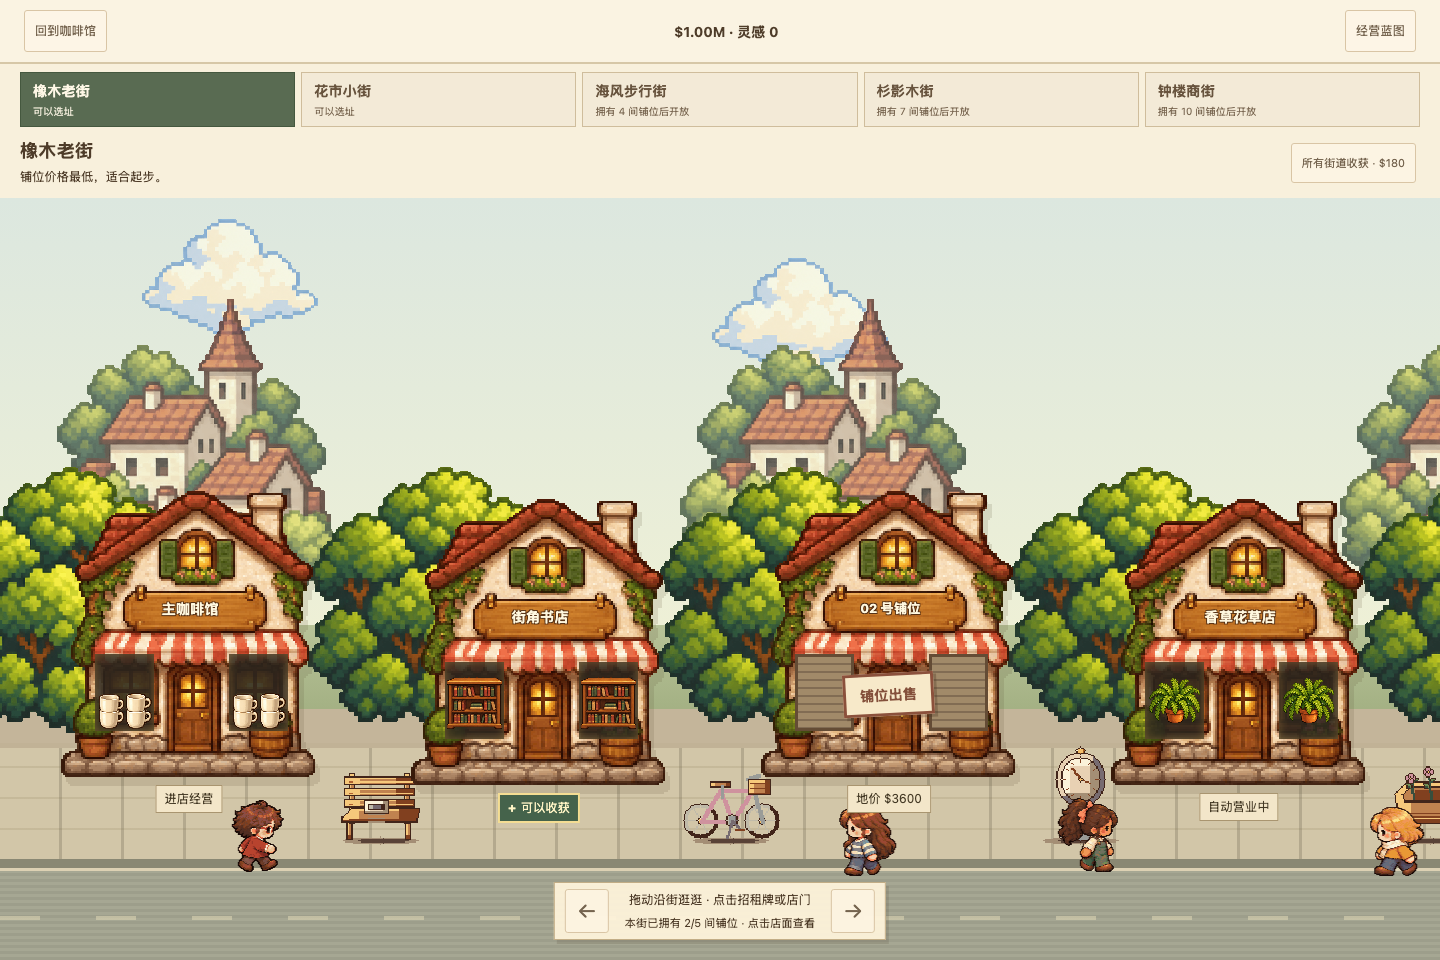 回到咖啡馆
$1.00M · 灵感 0
经营蓝图
橡木老街
可以选址
花市小街
可以选址
海风步行街
拥有 4 间铺位后开放
杉影木街
拥有 7 间铺位后开放
钟楼商街
拥有 10 间铺位后开放
橡木老街
铺位价格最低，适合起步。
所有街道收获 · $180
主咖啡馆
街角书店
02 号铺位
香草花草店
铺位出售
进店经营
+ 可以收获
地价 $3600
自动营业中
← 拖动沿街逛逛 · 点击招租牌或店门 →
本街已拥有 2/5 间铺位 · 点击店面查看